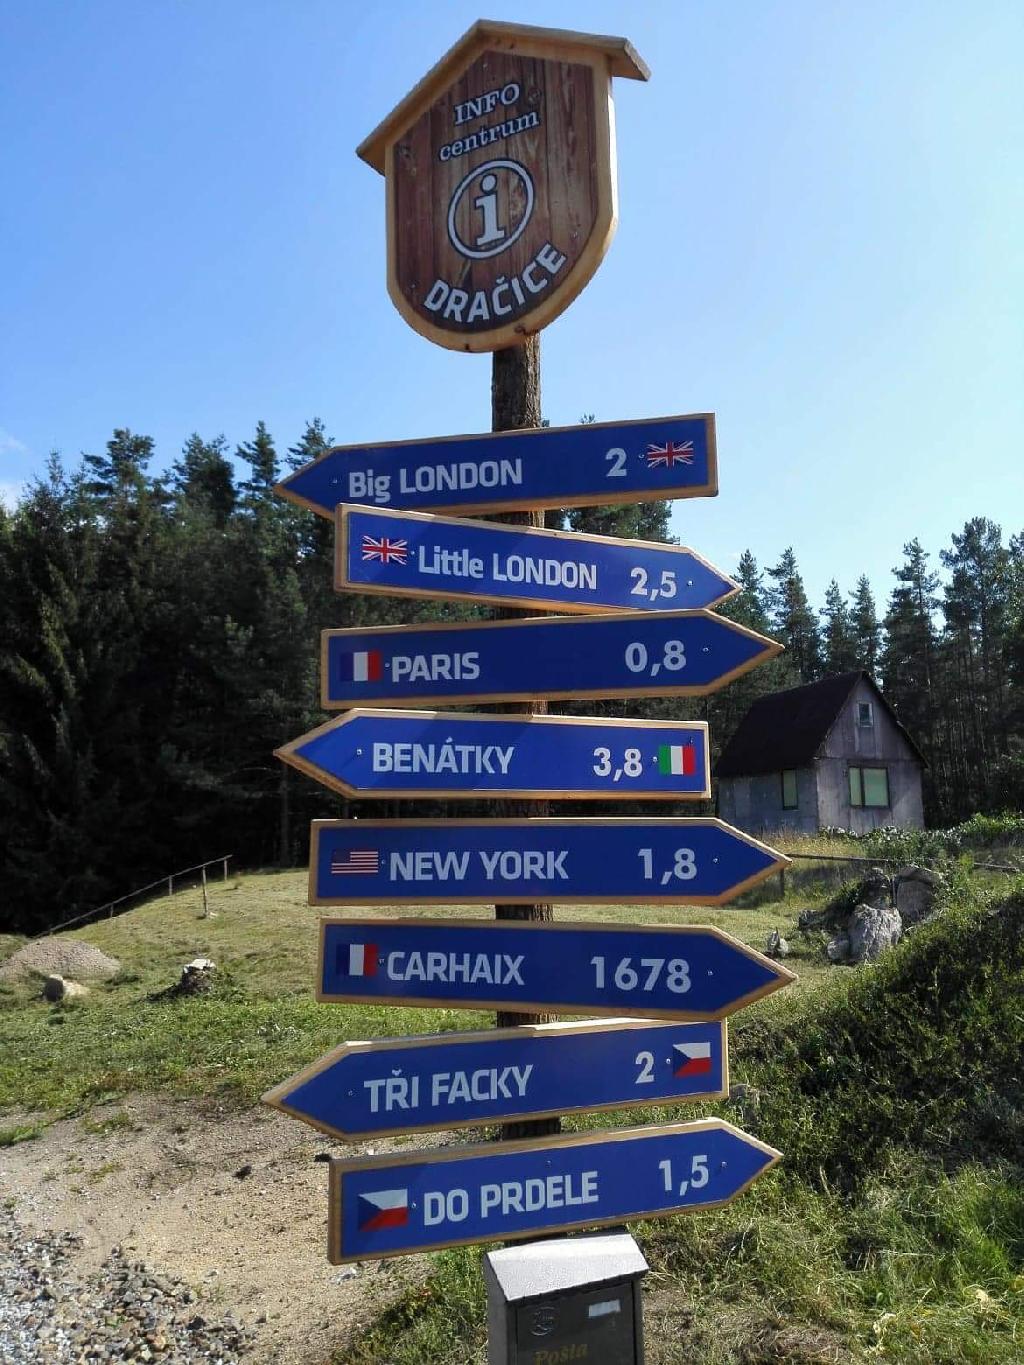 INFO
centrum
i
DRAČICE
Big LONDON 2
Little LONDON 2,5
PARIS 0,8
BENÁTKY 3,8
NEW YORK 1,8
CARHAIX 1678
TŘI FACKY 2
DO PRDELE 1,5
Pošta